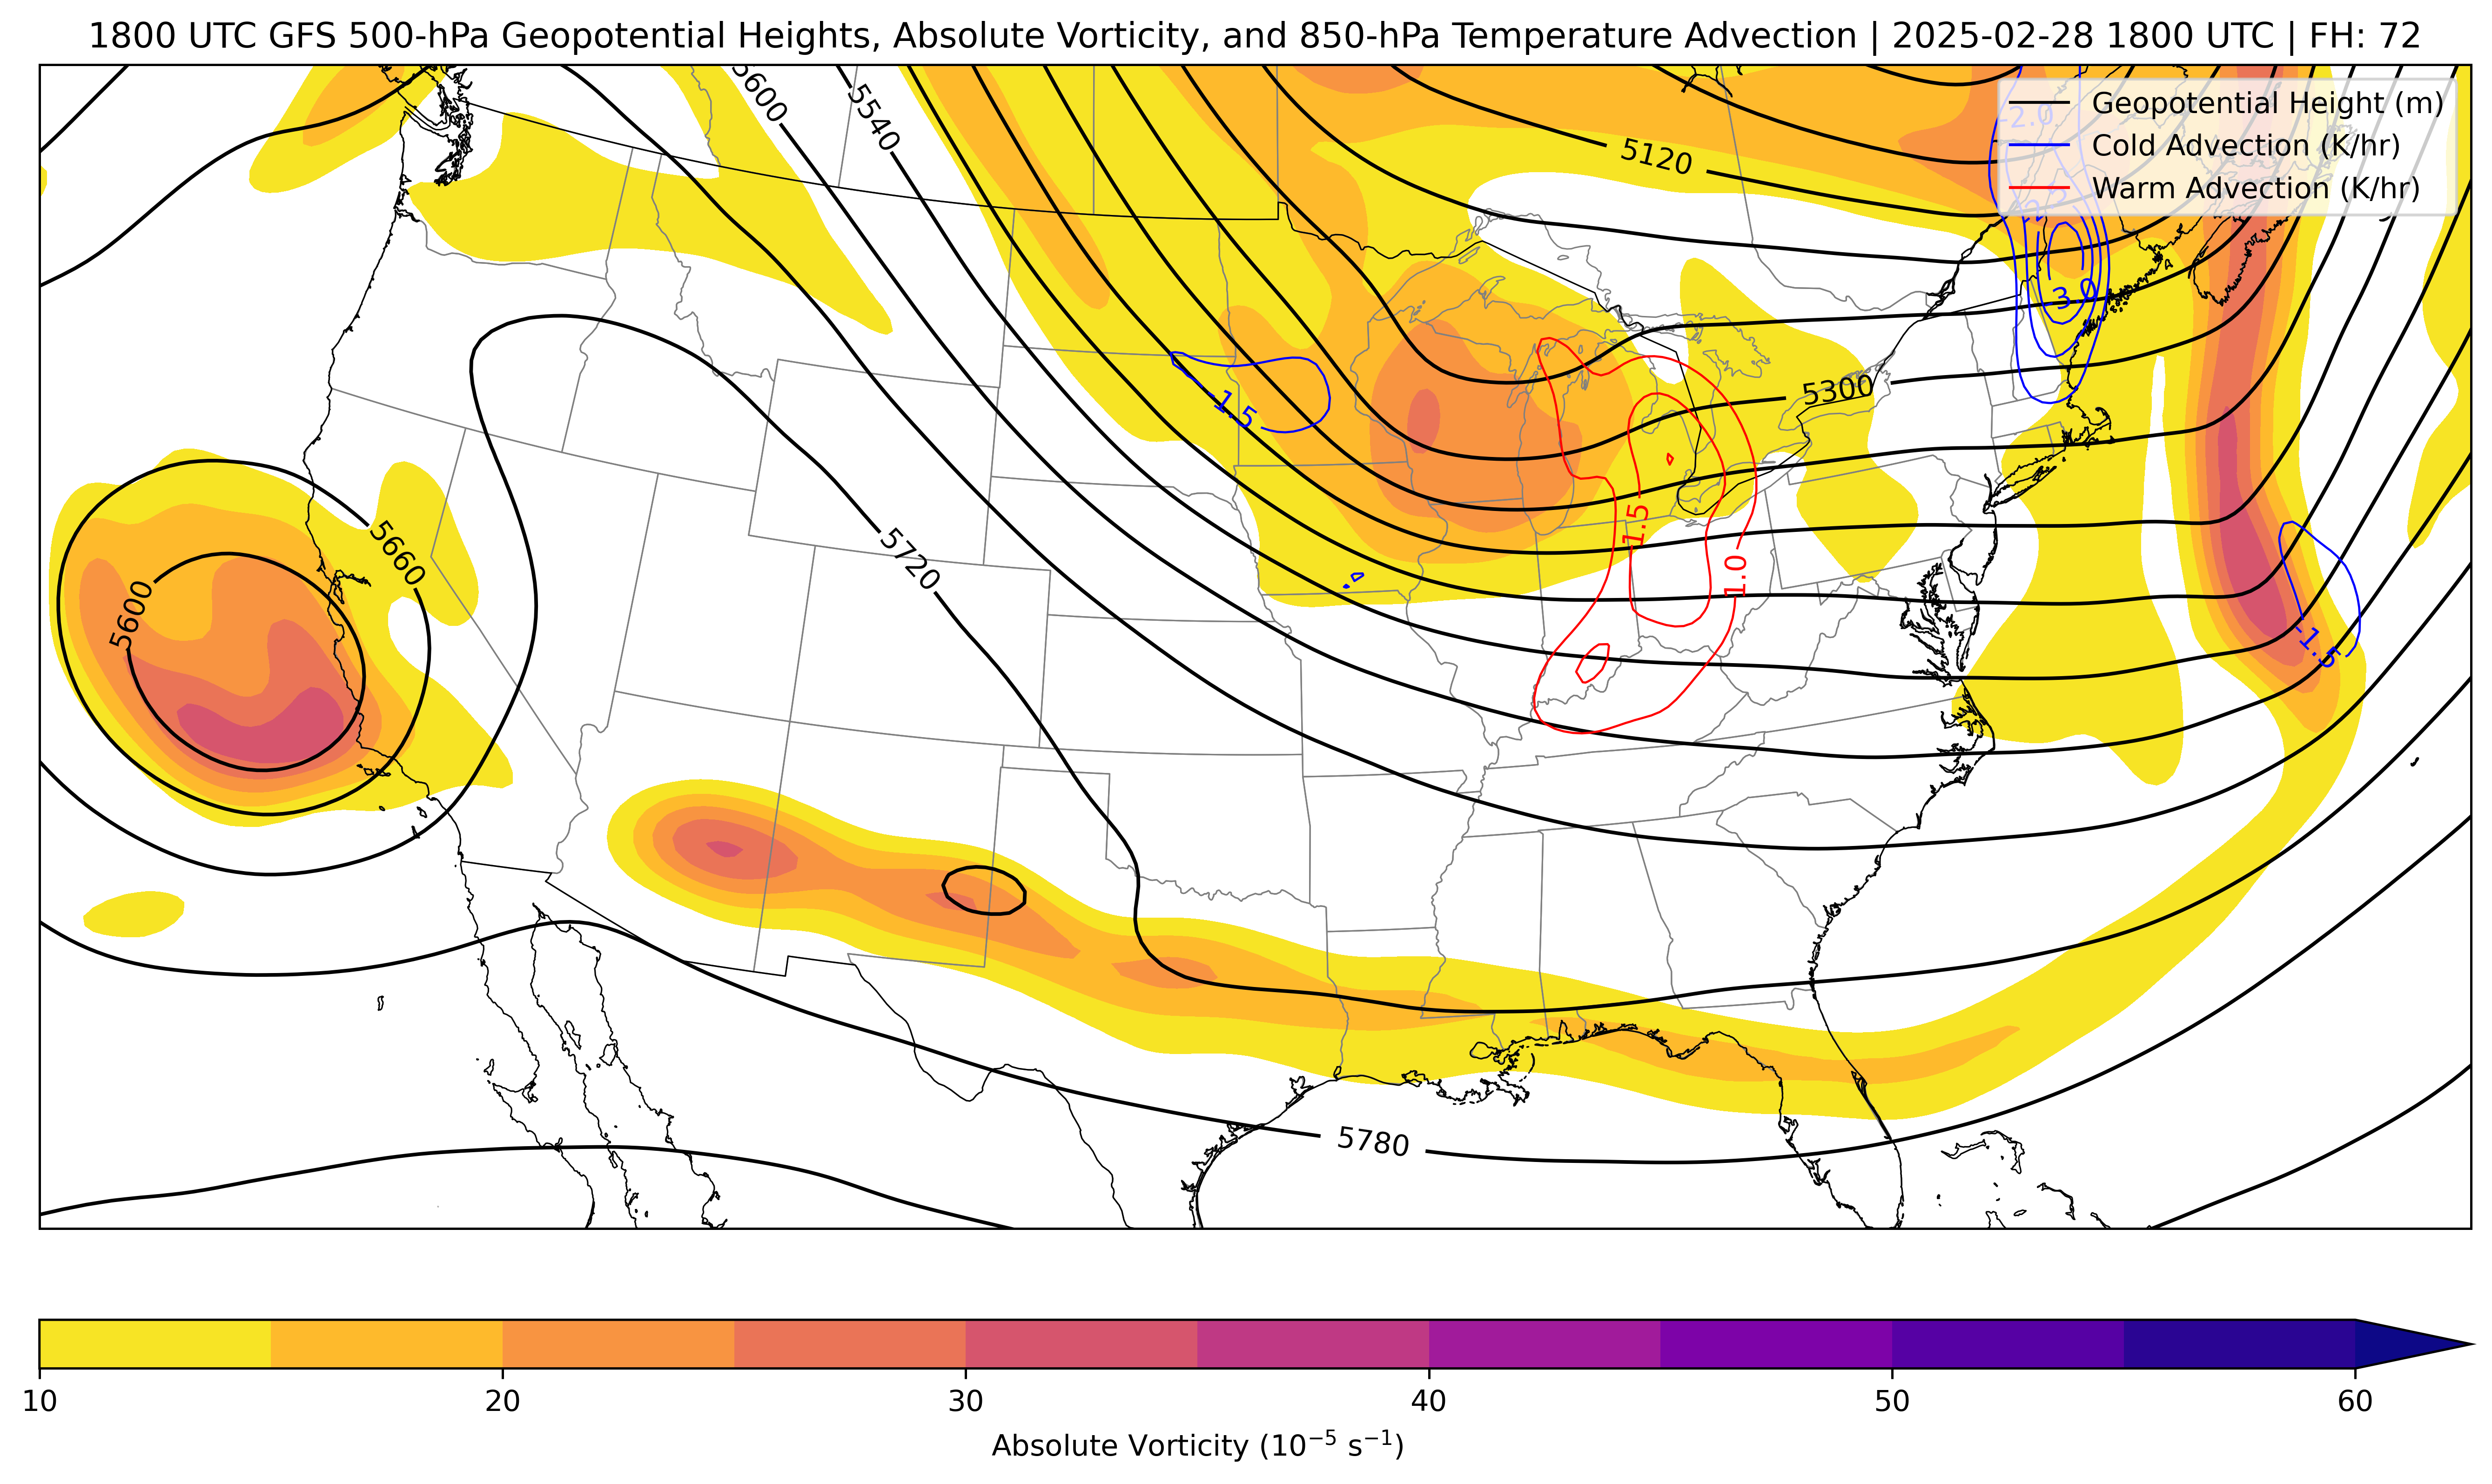 1800 UTC GFS 500-hPa Geopotential Heights, Absolute Vorticity, and 850-hPa Temperature Advection | 2025-02-28 1800 UTC | FH: 72
Geopotential Height (m)
Cold Advection (K/hr)
Warm Advection (K/hr)
5600
5540
5120
-2.0
-3.0
5300
-1.5
5660
5600
5720
1.5
1.0
-1.5
5780
10 20 30 40 50 60
Absolute Vorticity (10⁻⁵ s⁻¹)